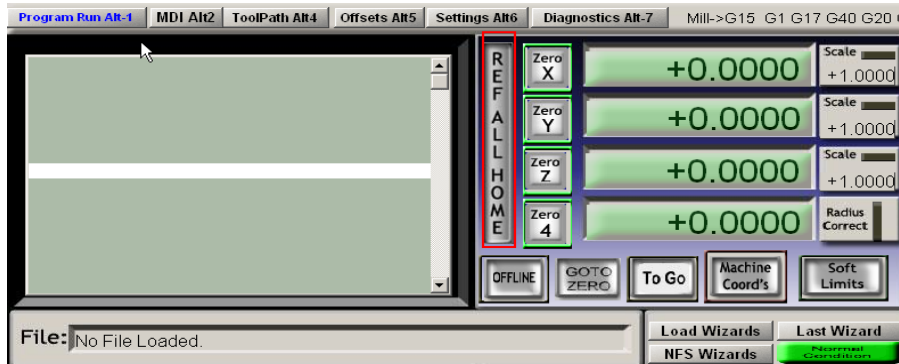 Program Run Alt-1 MDI Alt2 ToolPath Alt4 Offsets Alt5 Settings Alt6 Diagnostics Alt-7 Mill->G15 G1 G17 G40 G20
REF ALL HOME
Zero X +0.0000 Scale +1.0000
Zero Y +0.0000 Scale +1.0000
Zero Z +0.0000 Scale +1.0000
Zero 4 +0.0000 Radius Correct
OFFLINE GOTO ZERO To Go Machine Coord's Soft Limits
File: No File Loaded.
Load Wizards Last Wizard
NFS Wizards Normal Condition